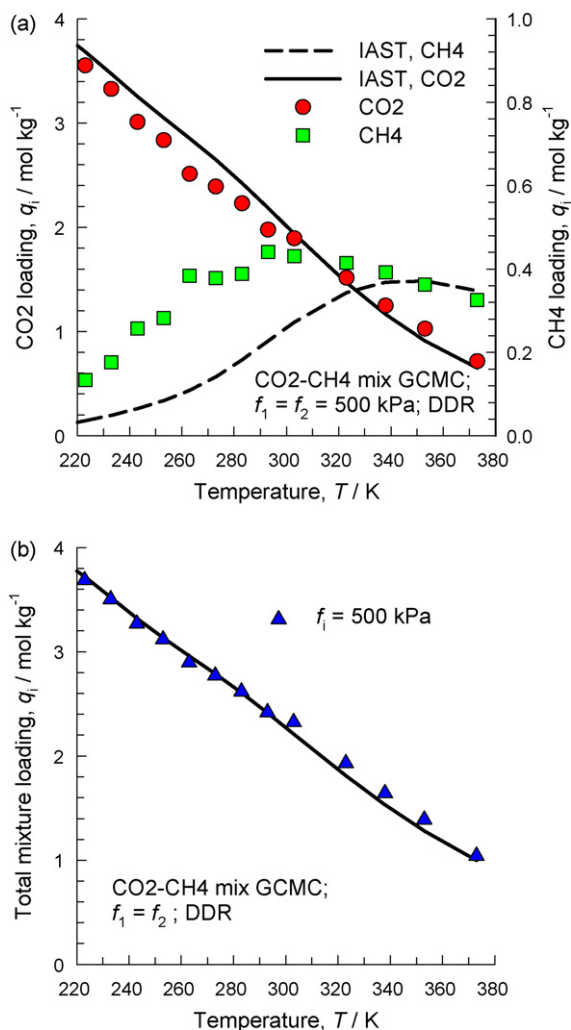 (a)
4
3
2
1
0
CO2 loading, qi / mol kg-1
IAST, CH4
IAST, CO2
CO2
CH4
1.0
0.8
0.6
0.4
0.2
0.0
CH4 loading, qi / mol kg-1
CO2-CH4 mix GCMC;
f1 = f2 = 500 kPa; DDR
220 240 260 280 300 320 340 360 380
Temperature, T / K
(b)
4
3
2
1
0
Total mixture loading, qi / mol kg-1
fi = 500 kPa
CO2-CH4 mix GCMC;
f1 = f2 ; DDR
220 240 260 280 300 320 340 360 380
Temperature, T / K